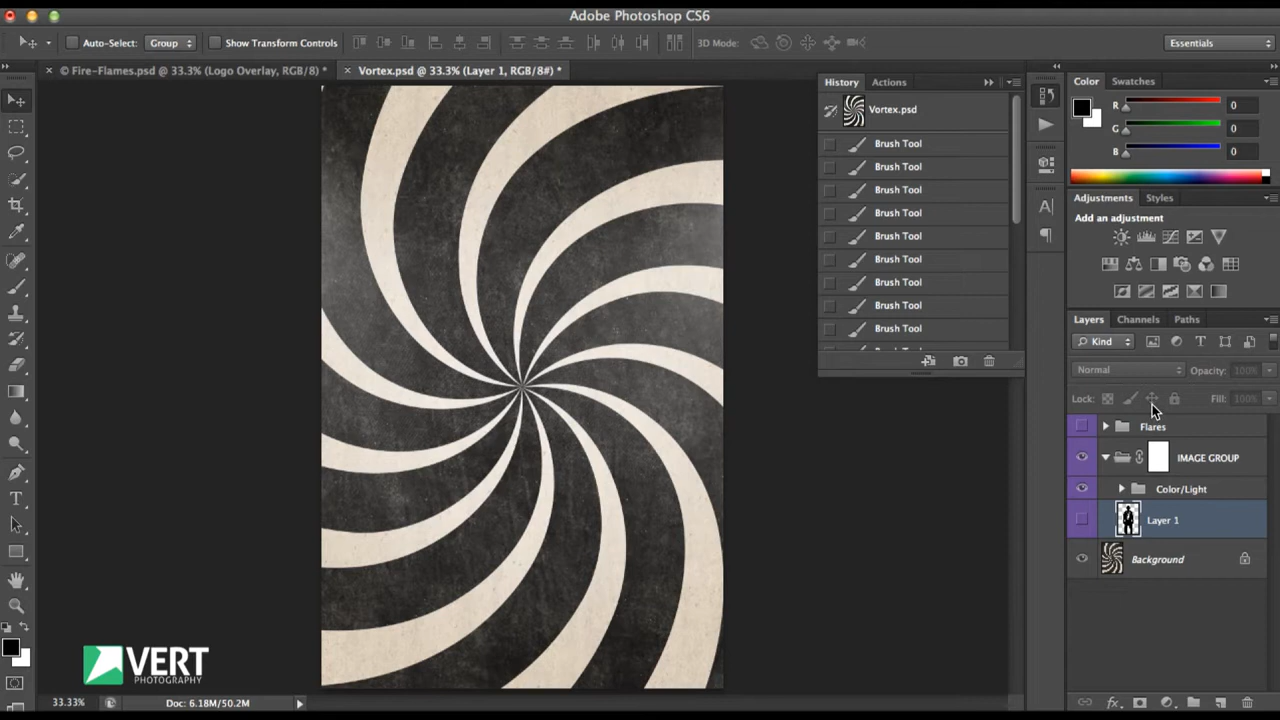 Adobe Photoshop CS6
Auto-Select: Group Show Transform Controls 3D Mode: Essentials
© Fire-Flames.psd @ 33.3% (Logo Overlay, RGB/8) * Vortex.psd @ 33.3% (Layer 1, RGB/8#) *
History Actions
Vortex.psd
Brush Tool
Brush Tool
Brush Tool
Brush Tool
Brush Tool
Brush Tool
Brush Tool
Brush Tool
Brush Tool
Color Swatches
R 0
G 0
B 0
Adjustments Styles
Add an adjustment
Layers Channels Paths
Kind
Normal Opacity: 100%
Lock: Fill: 100%
Flares
IMAGE GROUP
Color/Light
Layer 1
Background
VERT
PHOTOGRAPHY
33.33% Doc: 6.18M/50.2M